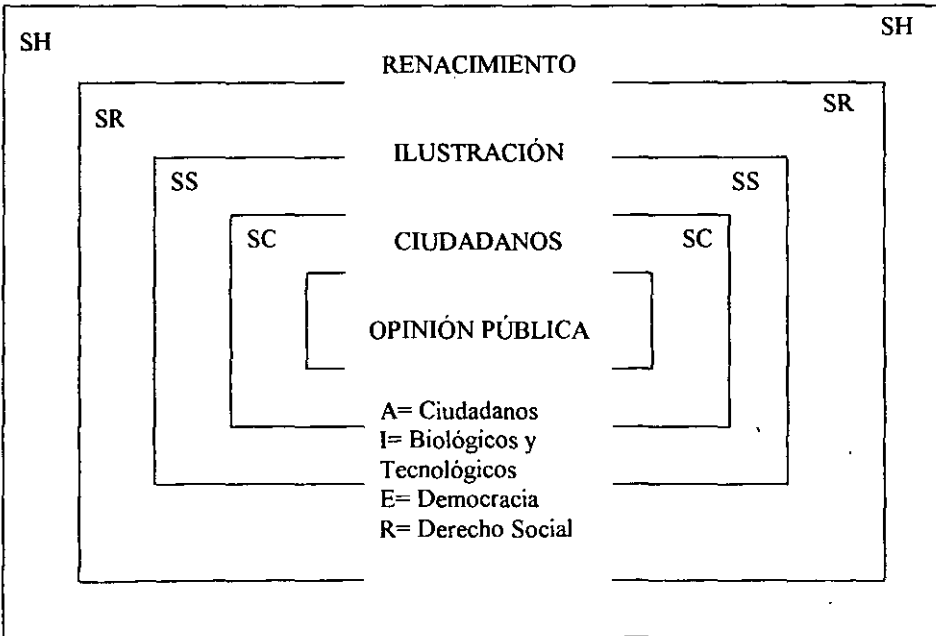 SH SH
RENACIMIENTO
SR SR
ILUSTRACIÓN
SS SS
SC CIUDADANOS SC
OPINIÓN PÚBLICA
A= Ciudadanos
I= Biológicos y
Tecnológicos
E= Democracia
R= Derecho Social